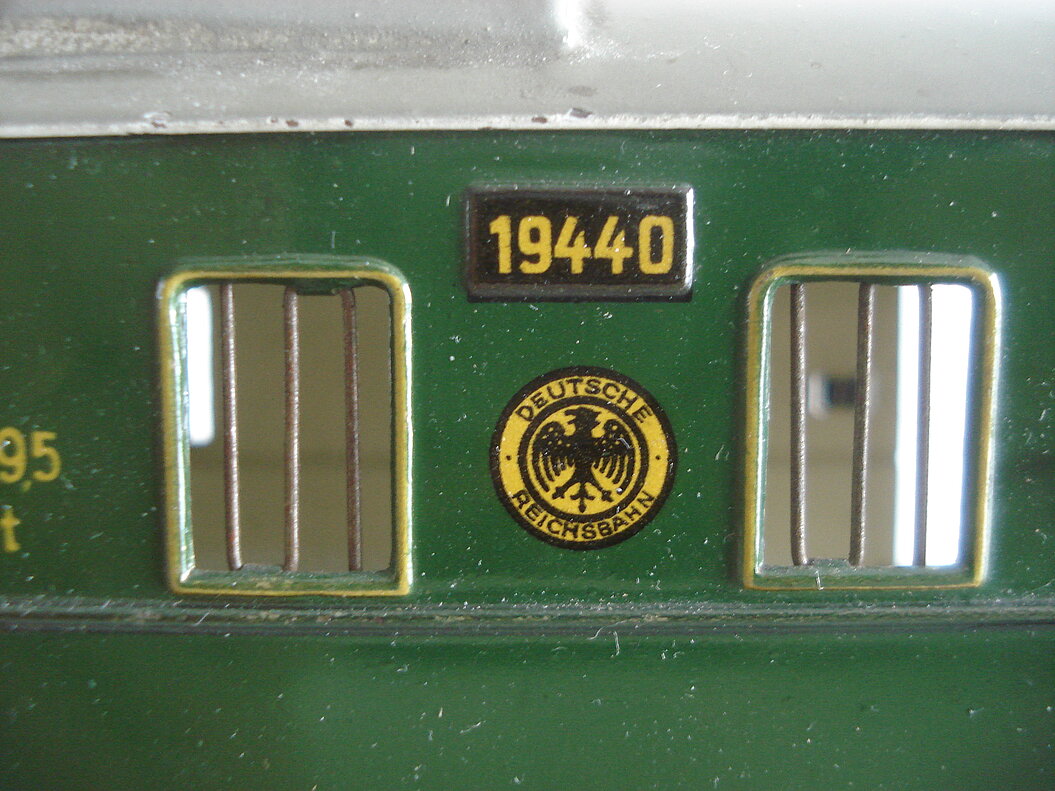 19440
95
t
DEUTSCHE
REICHSBAHN